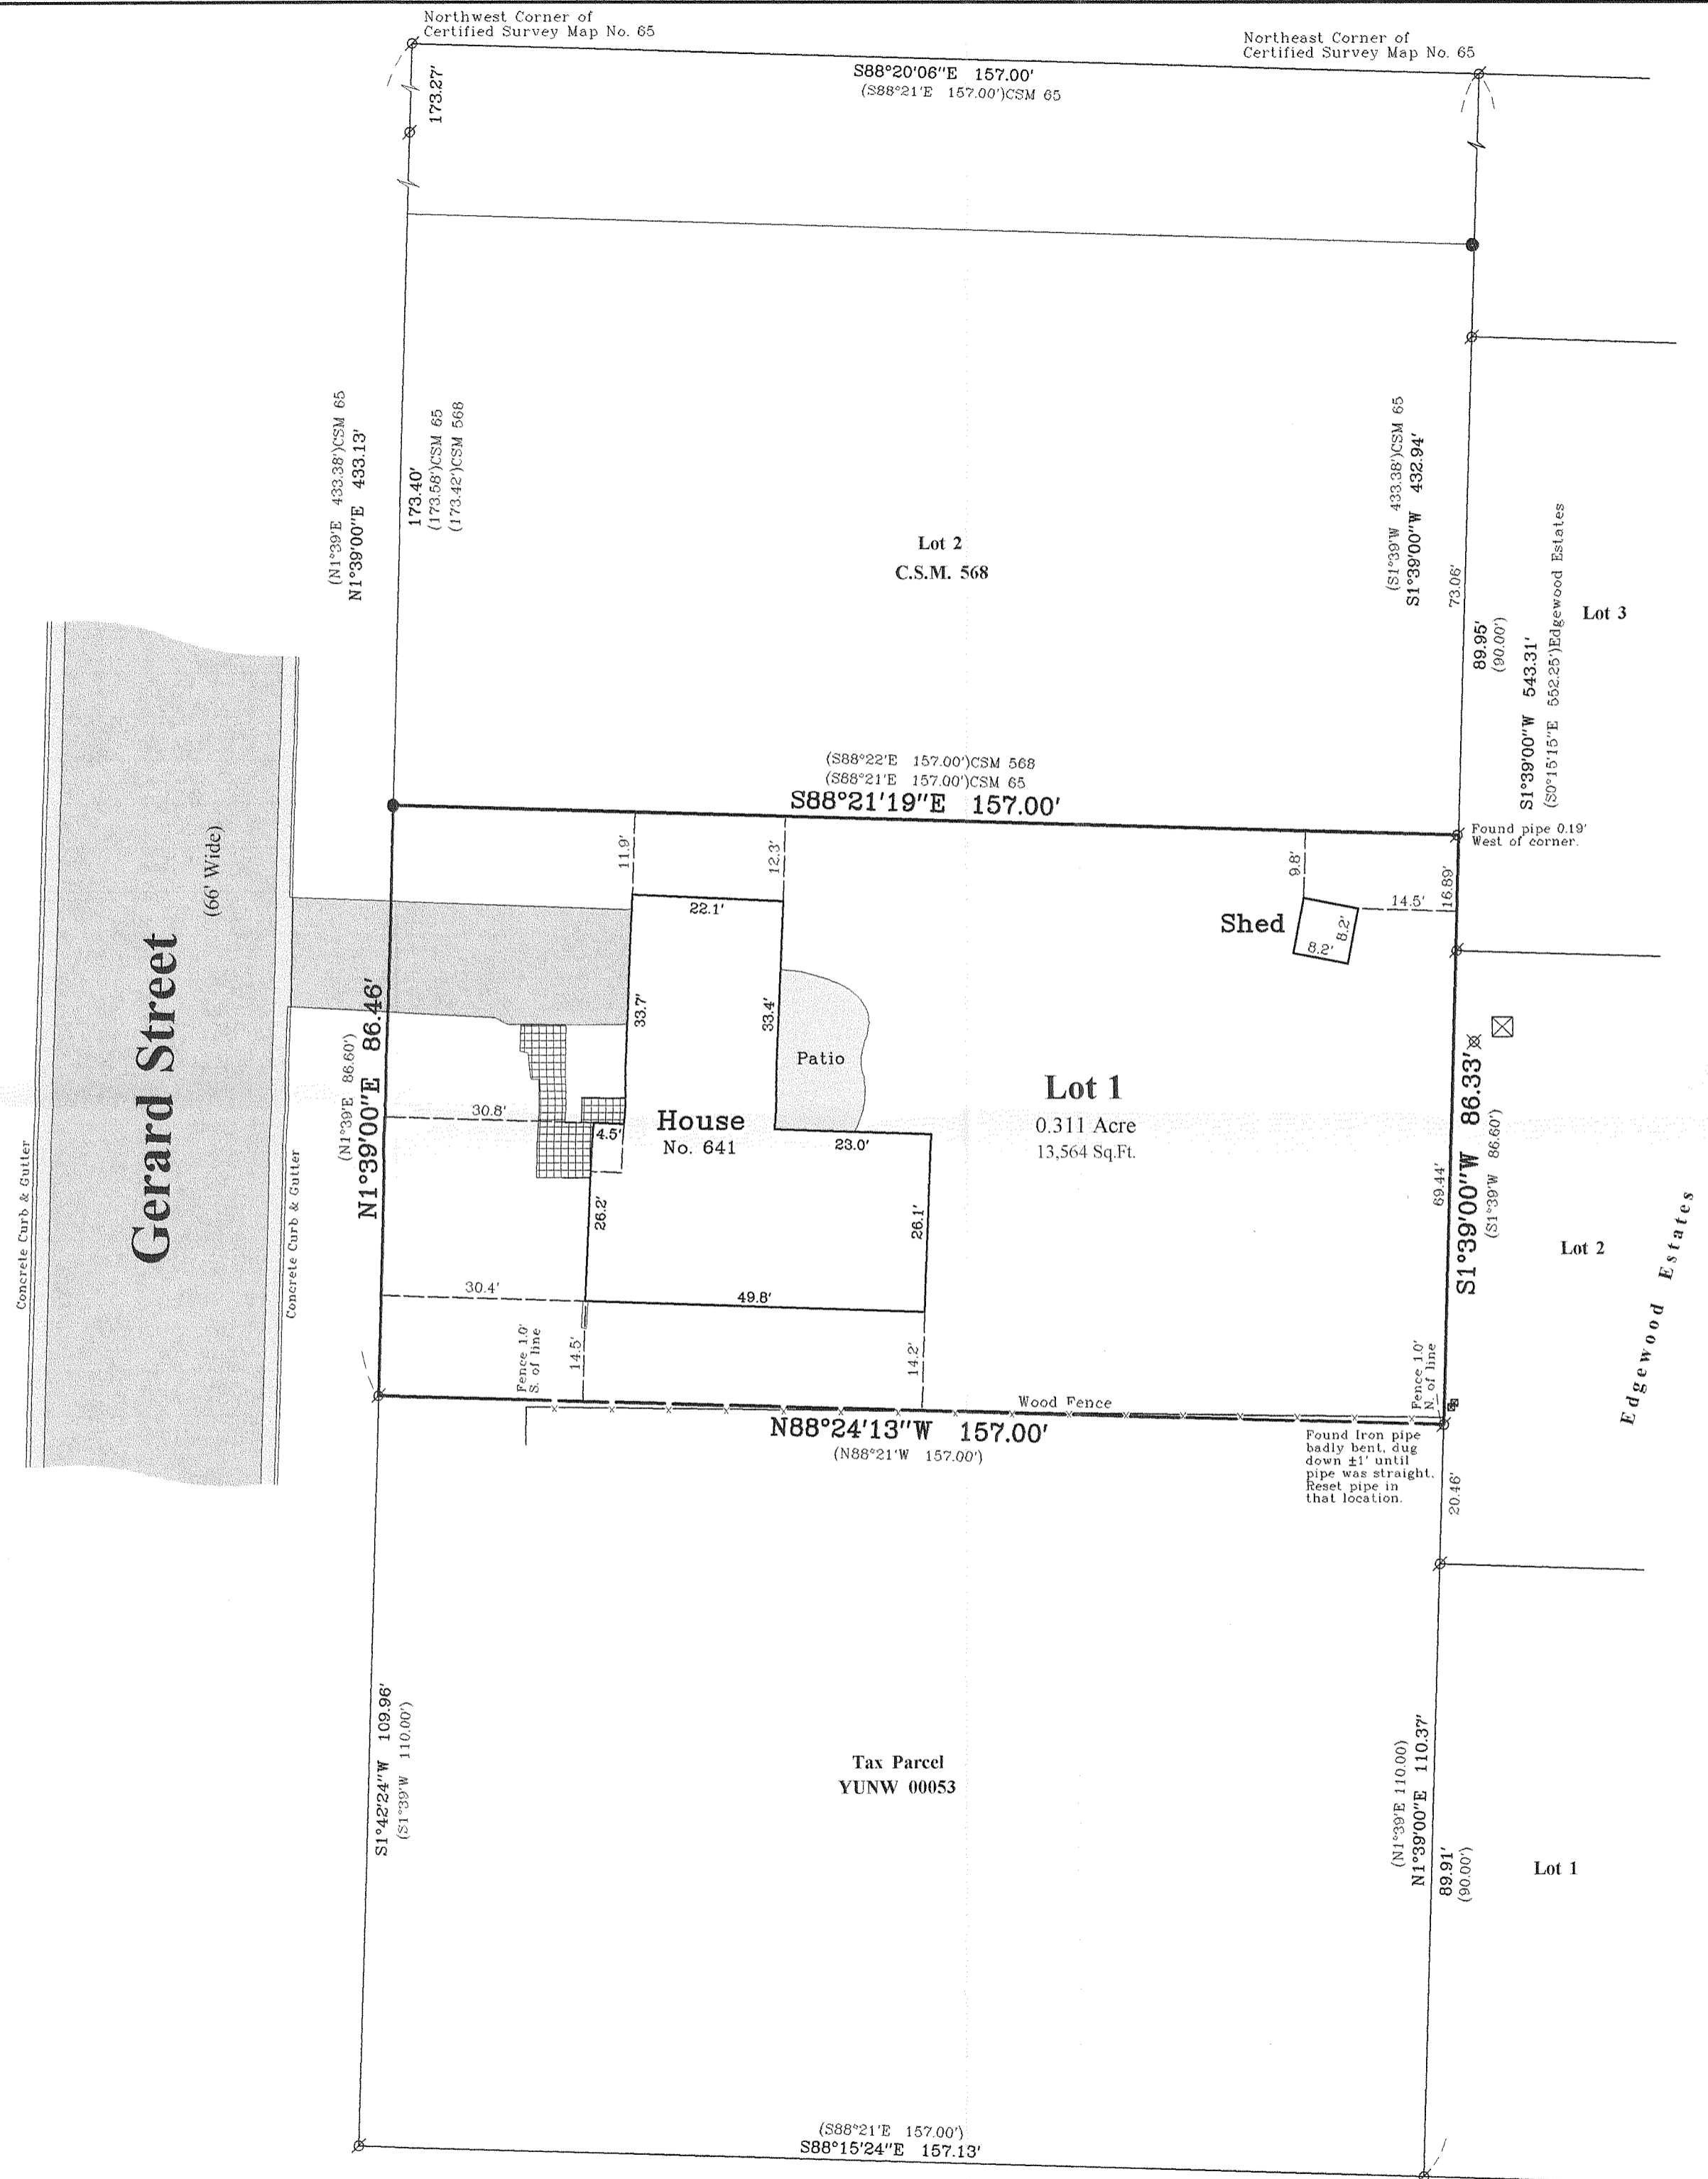 Northwest Corner of
Certified Survey Map No. 65
Northeast Corner of
Certified Survey Map No. 65
S88°20'06"E 157.00'
(S88°21'E 157.00')CSM 65
173.27'
(N1°39'E 433.38')CSM 65
N1°39'00"E 433.13'
173.40'
(173.58')CSM 65
(173.42')CSM 568
Lot 2
C.S.M. 568
(S1°39'W 433.38')CSM 65
S1°39'00"W 432.94'
73.06'
89.95'
(90.00')
S1°39'00"W 543.31'
(S0°15'15"E 552.25')Edgewood Estates
Lot 3
(S88°22'E 157.00')CSM 568
(S88°21'E 157.00')CSM 65
S88°21'19"E 157.00'
Found pipe 0.19'
West of corner.
Gerard Street
(66' Wide)
Concrete Curb & Gutter
Concrete Curb & Gutter
11.9'
12.3'
9.8'
16.89'
14.5'
22.1'
Shed
8.2'
8.2'
33.7'
33.4'
Patio
(N1°39'E 86.60')
N1°39'00"E 86.46'
30.8'
4.5'
House
No. 641
23.0'
Lot 1
0.311 Acre
13,564 Sq.Ft.
26.2'
26.1'
69.44'
S1°39'00"W 86.33'
(S1°39'W 86.60')
Lot 2
Edgewood Estates
30.4'
49.8'
Fence 1.0'
S. of line
14.5'
14.2'
Fence 1.0'
N. of line
Wood Fence
N88°24'13"W 157.00'
(N88°21'W 157.00')
Found Iron pipe
badly bent, dug
down ±1' until
pipe was straight.
Reset pipe in
that location.
20.46'
S1°42'24"W 109.96'
(S1°39'W 110.00')
Tax Parcel
YUNW 00053
(N1°39'E 110.00)
N1°39'00"E 110.37'
89.91'
(90.00')
Lot 1
(S88°21'E 157.00')
S88°15'24"E 157.13'